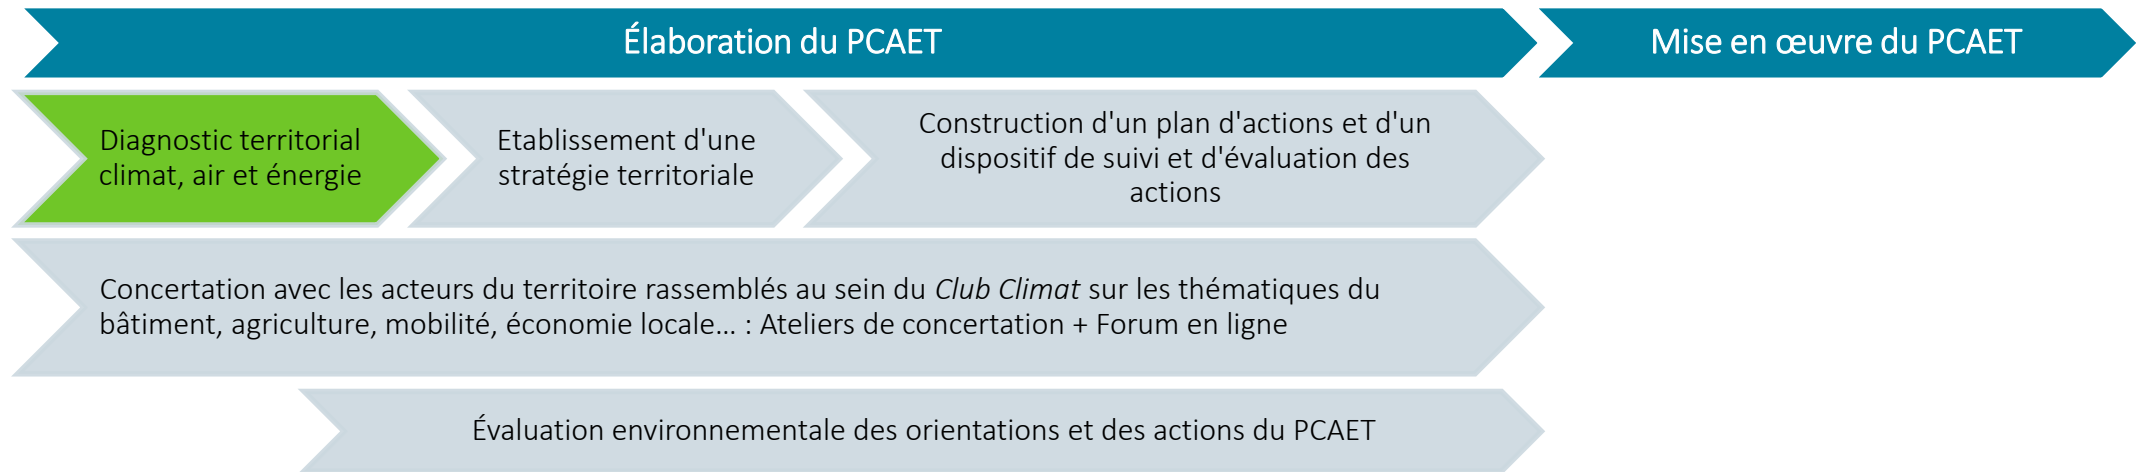 Élaboration du PCAET
Mise en œuvre du PCAET
Diagnostic territorial
climat, air et énergie
Etablissement d'une
stratégie territoriale
Construction d'un plan d'actions et d'un
dispositif de suivi et d'évaluation des
actions
Concertation avec les acteurs du territoire rassemblés au sein du Club Climat sur les thématiques du
bâtiment, agriculture, mobilité, économie locale… : Ateliers de concertation + Forum en ligne
Évaluation environnementale des orientations et des actions du PCAET